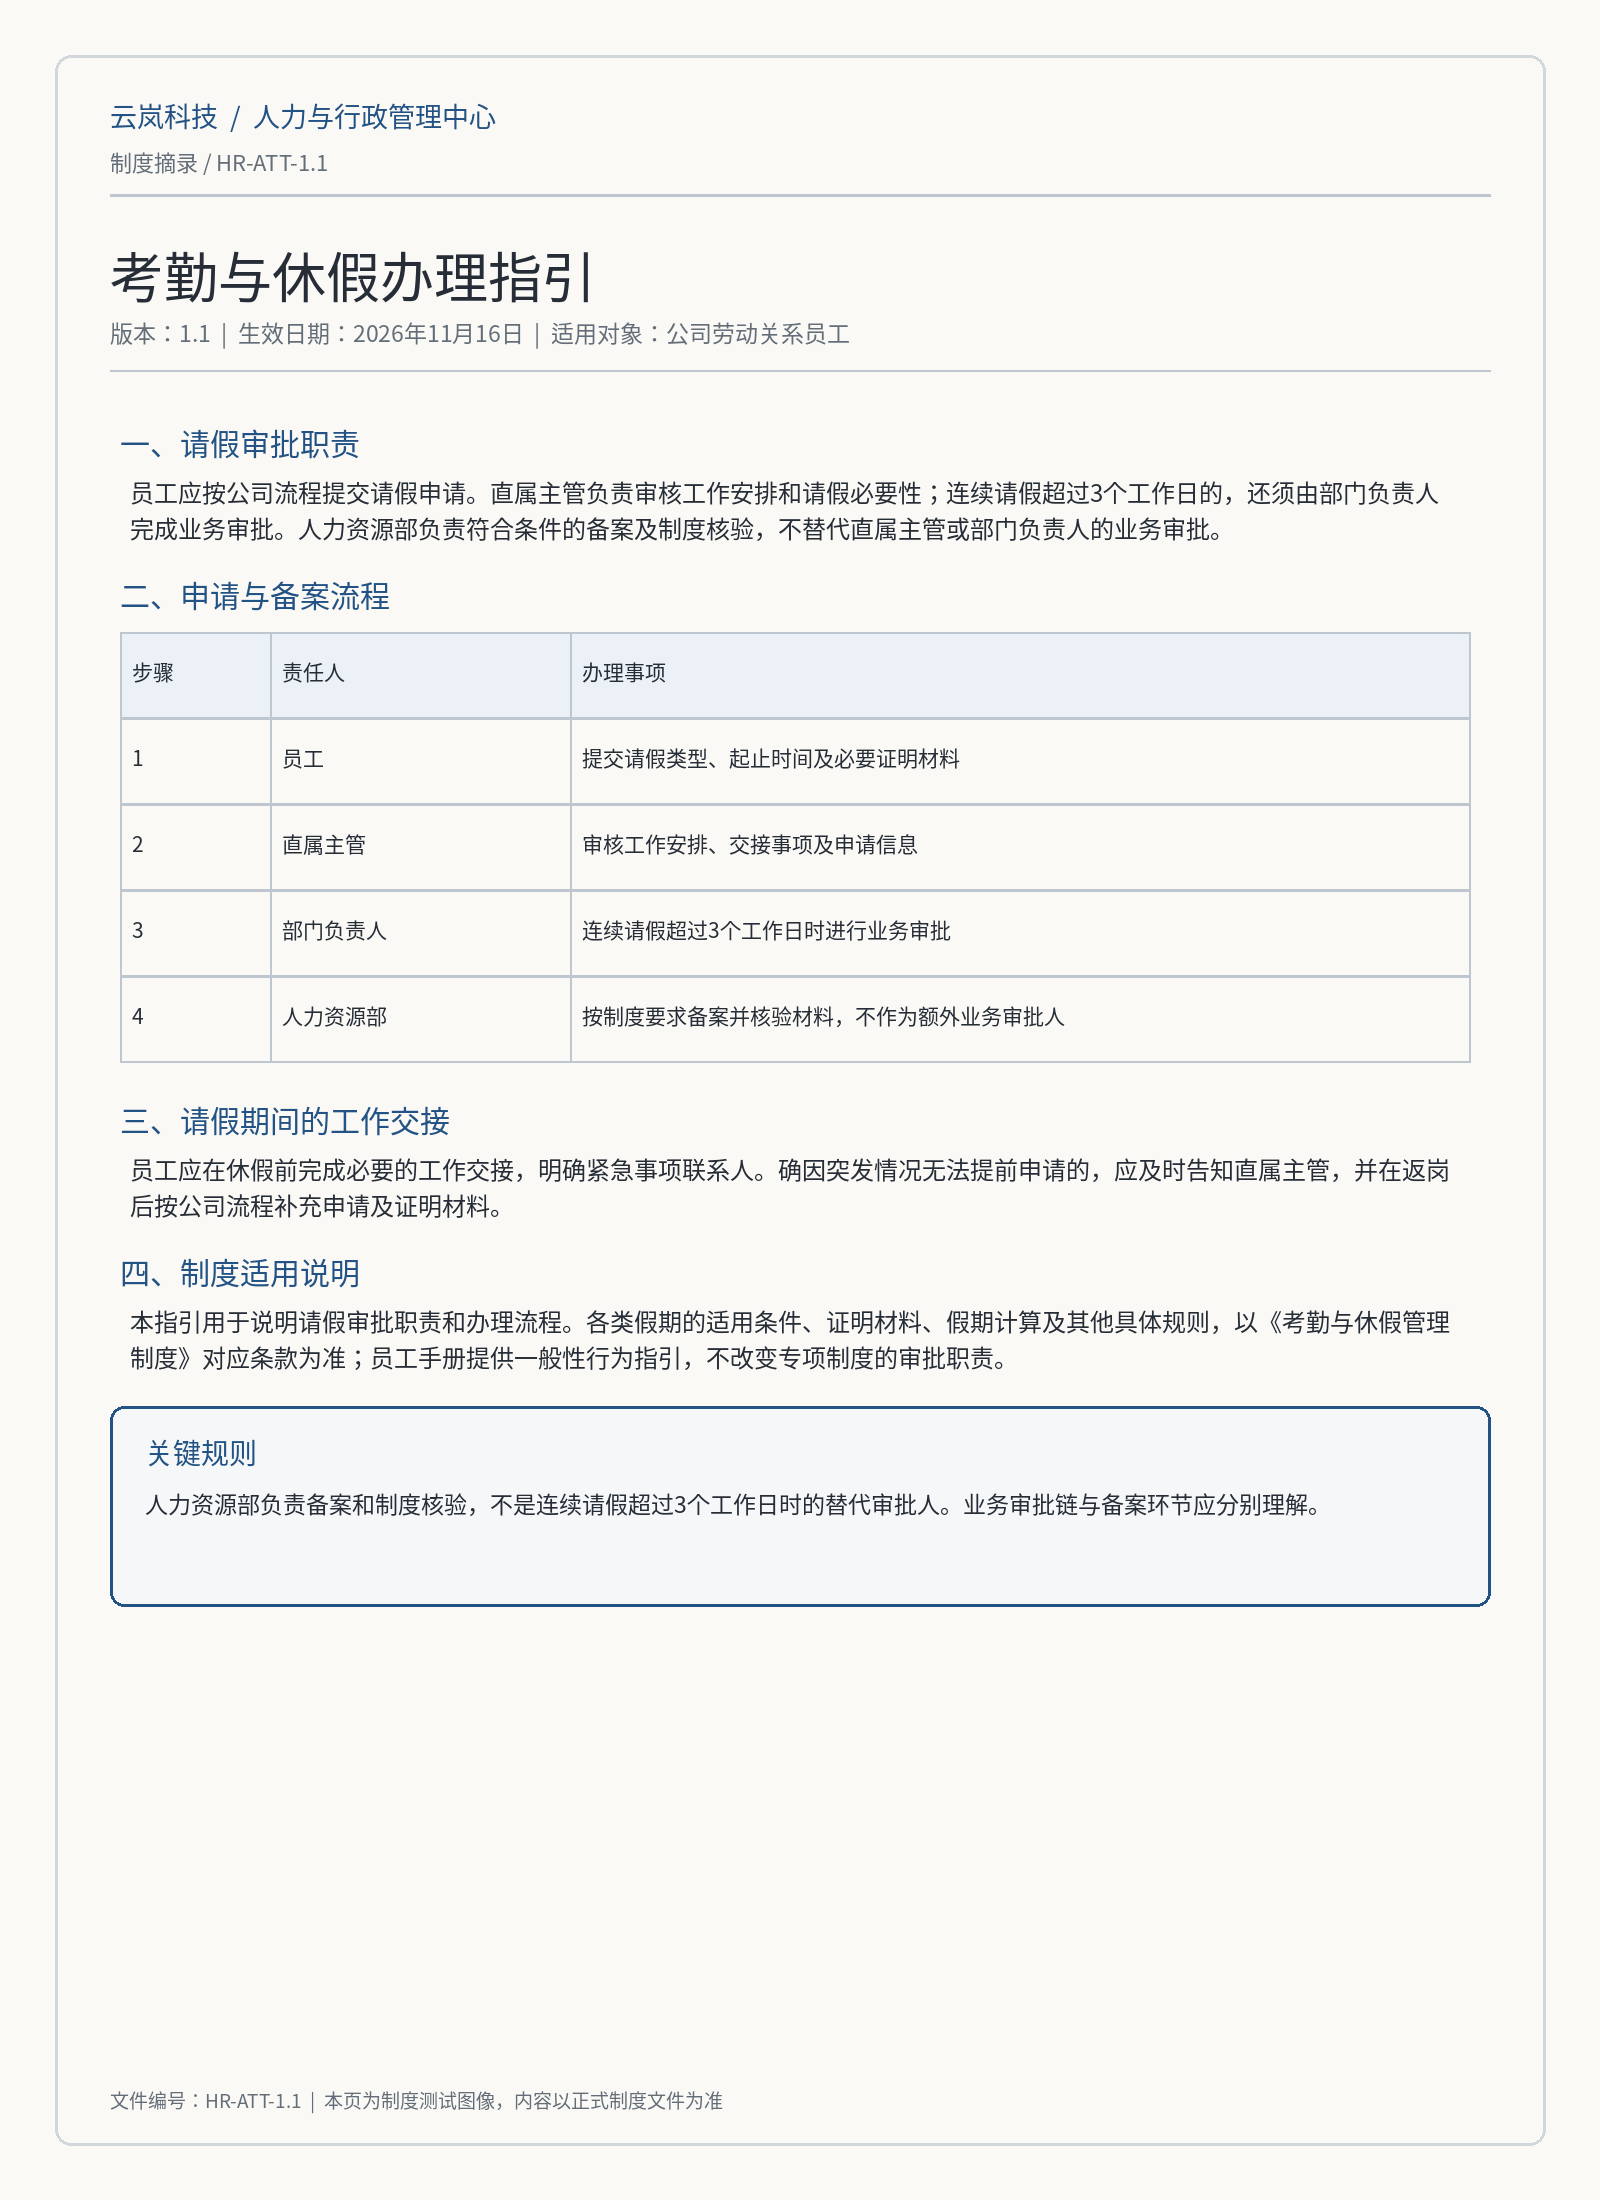 云岚科技 / 人力与行政管理中心
制度摘录 / HR-ATT-1.1
考勤与休假办理指引
版本：1.1｜生效日期：2026年11月16日｜适用对象：公司劳动关系员工
一、请假审批职责
员工应按公司流程提交请假申请。直属主管负责审核工作安排和请假必要性；连续请假超过3个工作日的，还须由部门负责人
完成业务审批。人力资源部负责符合条件的备案及制度核验，不替代直属主管或部门负责人的业务审批。
二、申请与备案流程
步骤 责任人 办理事项
1 员工 提交请假类型、起止时间及必要证明材料
2 直属主管 审核工作安排、交接事项及申请信息
3 部门负责人 连续请假超过3个工作日时进行业务审批
4 人力资源部 按制度要求备案并核验材料，不作为额外业务审批人
三、请假期间的工作交接
员工应在休假前完成必要的工作交接，明确紧急事项联系人。确因突发情况无法提前申请的，应及时告知直属主管，并在返岗
后按公司流程补充申请及证明材料。
四、制度适用说明
本指引用于说明请假审批职责和办理流程。各类假期的适用条件、证明材料、假期计算及其他具体规则，以《考勤与休假管理
制度》对应条款为准；员工手册提供一般性行为指引，不改变专项制度的审批职责。
关键规则
人力资源部负责备案和制度核验，不是连续请假超过3个工作日时的替代审批人。业务审批链与备案环节应分别理解。
文件编号：HR-ATT-1.1｜本页为制度测试图像，内容以正式制度文件为准